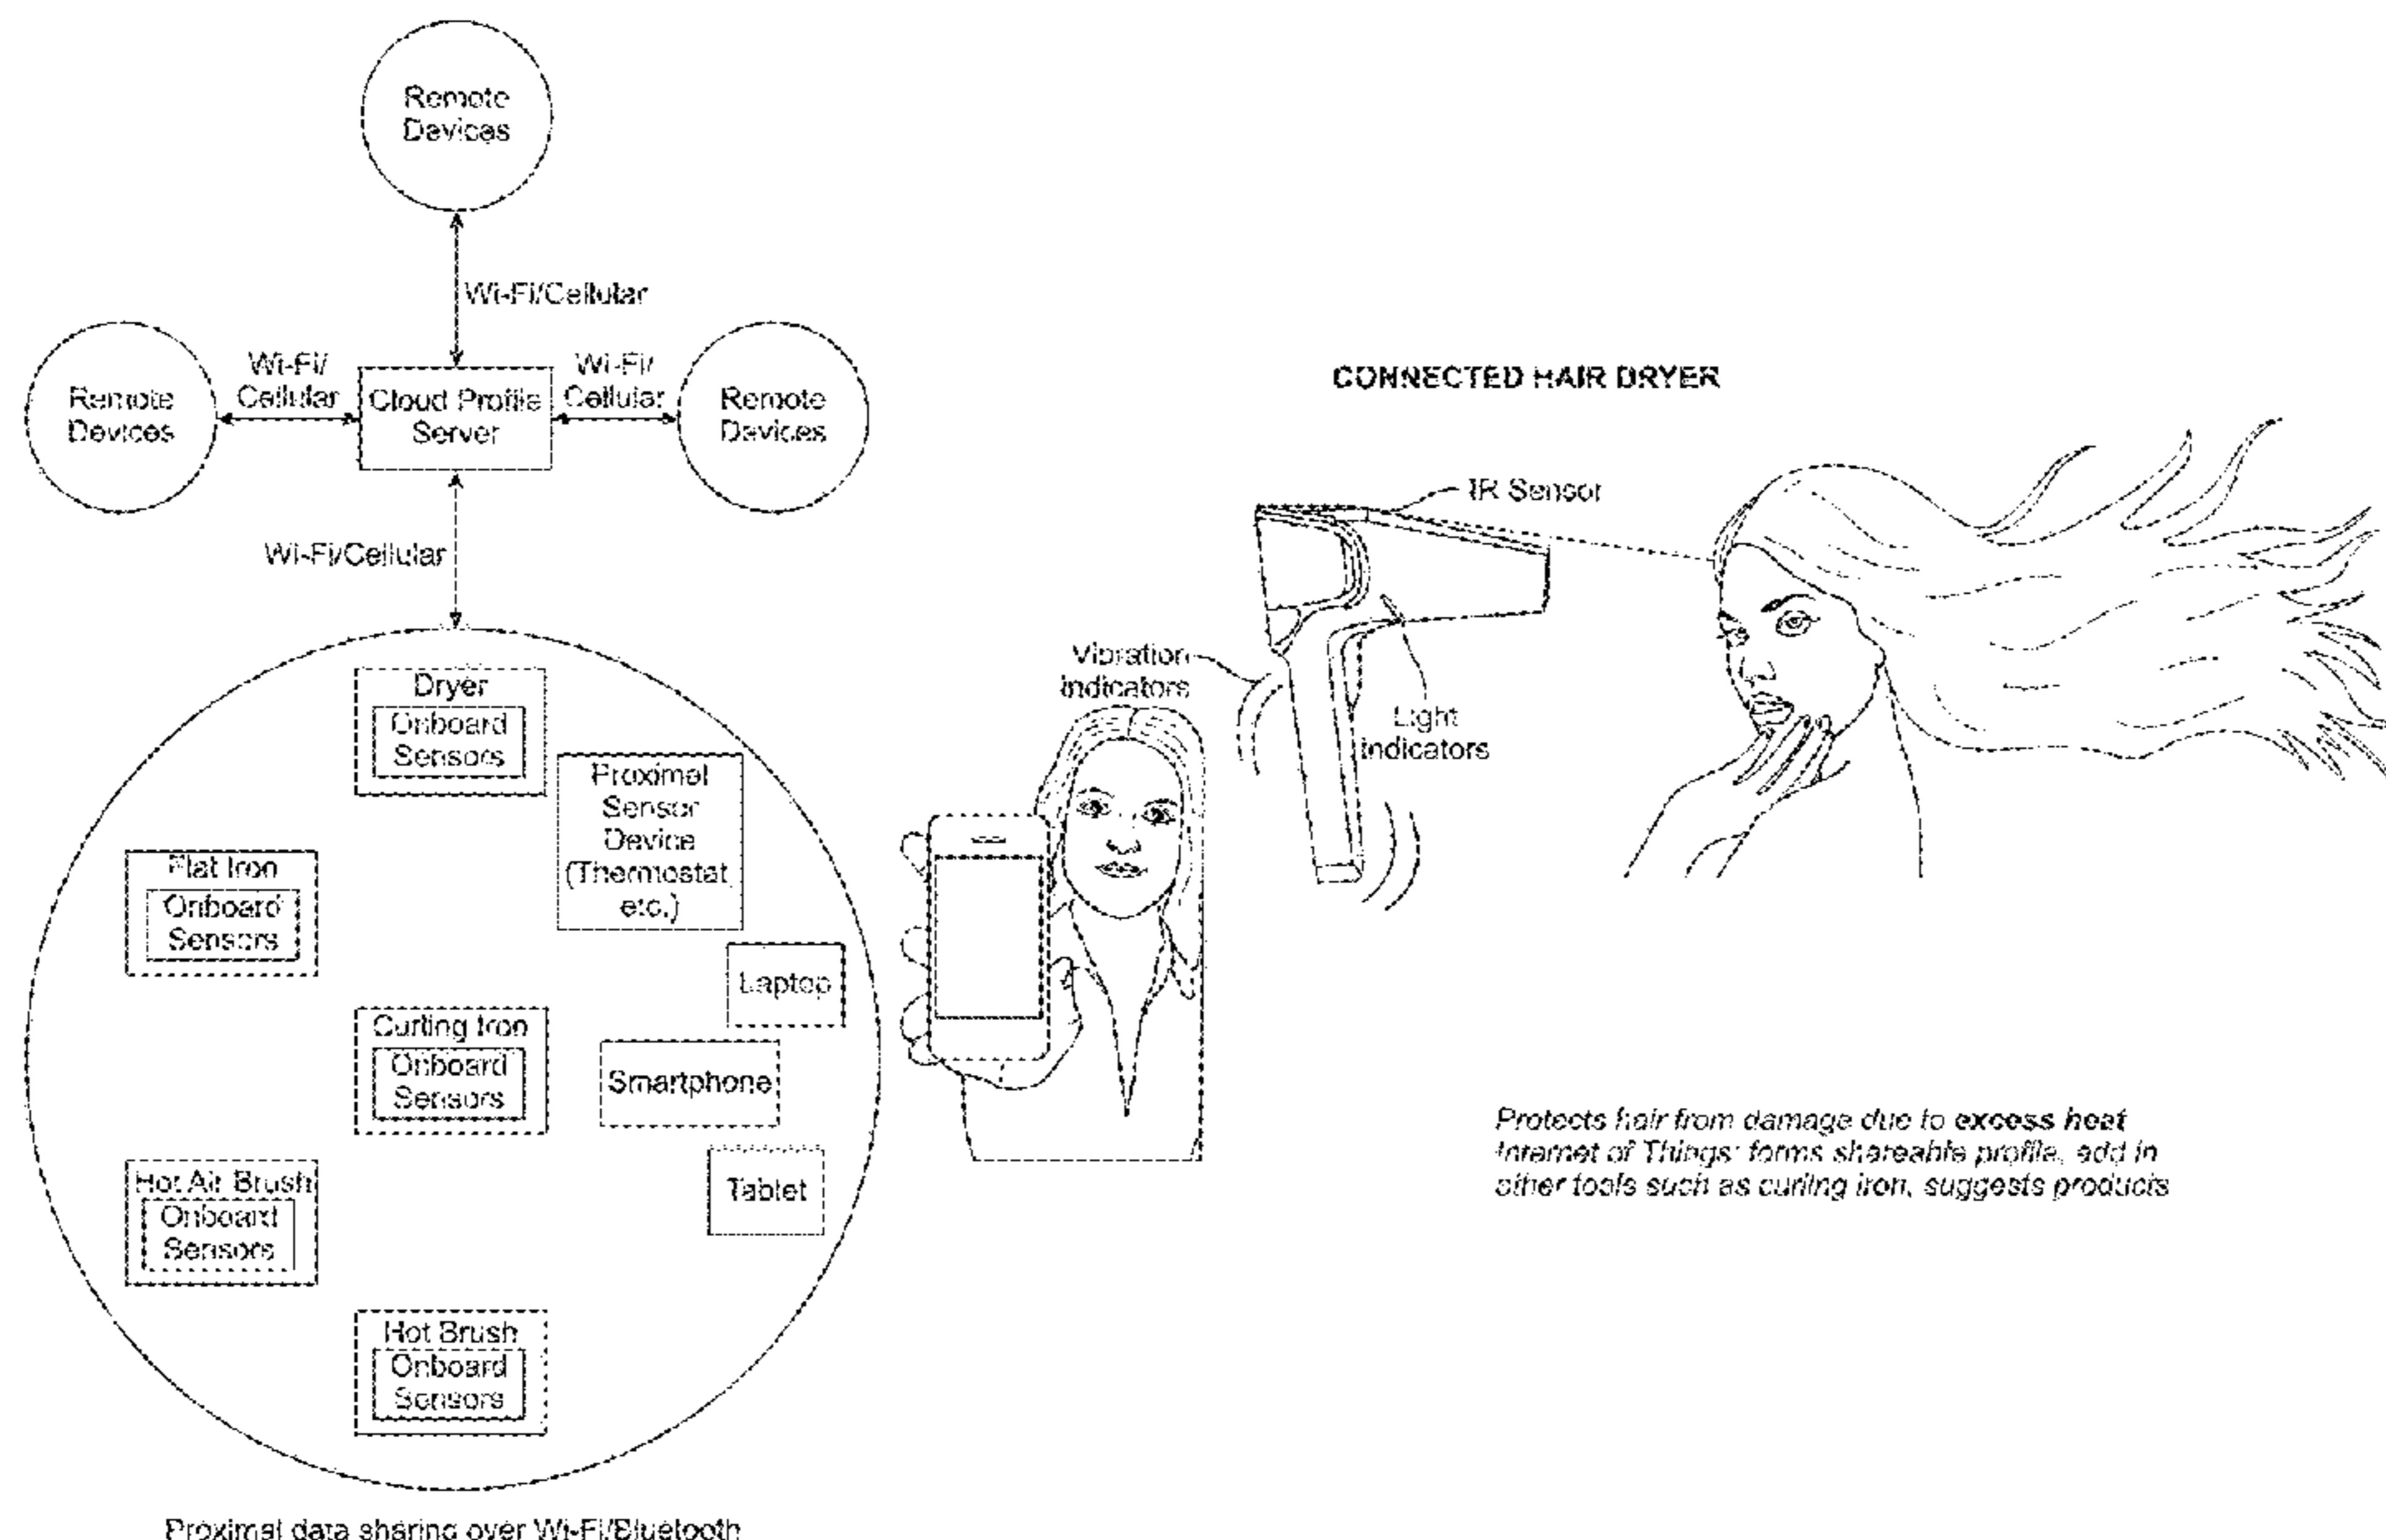 Remote
Devices
Wi-Fi/Cellular
Remote
Devices
Wi-Fi/
Cellular
Cloud Profile
Server
Wi-Fi/
Cellular
Remote
Devices
Wi-Fi/Cellular
Dryer
Onboard
Sensors
Proximal
Sensor
Device
(Thermostat,
etc.)
Flat Iron
Onboard
Sensors
Laptop
Curling Iron
Onboard
Sensors
Smartphone
Hot Air Brush
Onboard
Sensors
Tablet
Hot Brush
Onboard
Sensors
Proximal data sharing over Wi-Fi/Bluetooth
CONNECTED HAIR DRYER
IR Sensor
Vibration
indicators
Light
indicators
Protects hair from damage due to excess heat
Internet of Things: forms shareable profile, add in
other tools such as curling iron, suggests products